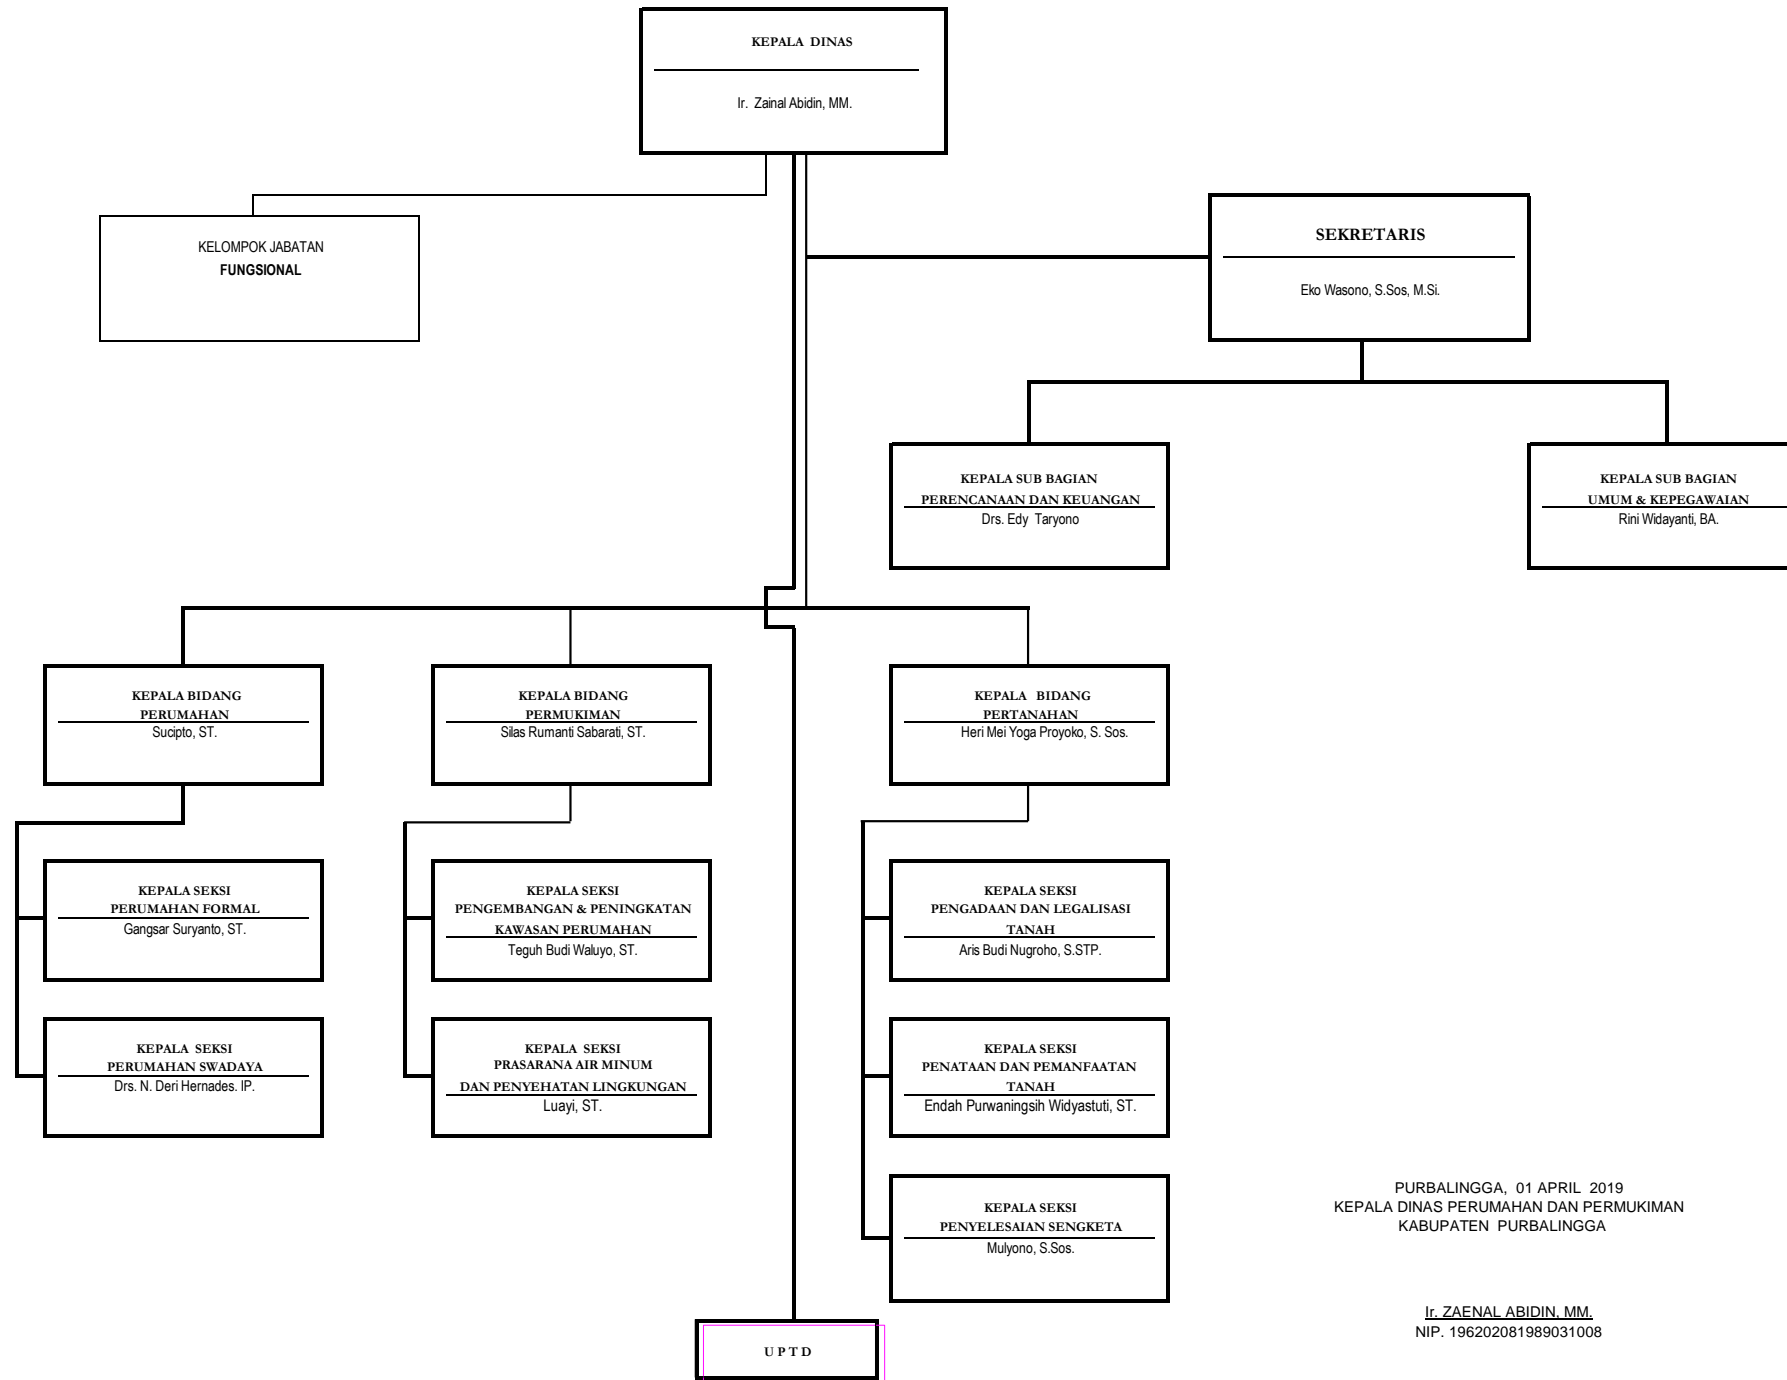 KEPALA DINAS
Ir. Zainal Abidin, MM.
KELOMPOK JABATAN
FUNGSIONAL
SEKRETARIS
Eko Wasono, S.Sos, M.Si.
KEPALA SUB BAGIAN
PERENCANAAN DAN KEUANGAN
Drs. Edy Taryono
KEPALA SUB BAGIAN
UMUM & KEPEGAWAIAN
Rini Widayanti, BA.
KEPALA BIDANG
PERUMAHAN
Sucipto, ST.
KEPALA BIDANG
PERMUKIMAN
Silas Rumanti Sabarati, ST.
KEPALA BIDANG
PERTANAHAN
Heri Mei Yoga Proyoko, S. Sos.
KEPALA SEKSI
PERUMAHAN FORMAL
Gangsar Suryanto, ST.
KEPALA SEKSI
PENGEMBANGAN & PENINGKATAN
KAWASAN PERUMAHAN
Teguh Budi Waluyo, ST.
KEPALA SEKSI
PENGADAAN DAN LEGALISASI
TANAH
Aris Budi Nugroho, S.STP.
KEPALA SEKSI
PERUMAHAN SWADAYA
Drs. N. Deri Hernades. IP.
KEPALA SEKSI
PRASARANA AIR MINUM
DAN PENYEHATAN LINGKUNGAN
Luayi, ST.
KEPALA SEKSI
PENATAAN DAN PEMANFAATAN
TANAH
Endah Purwaningsih Widyastuti, ST.
KEPALA SEKSI
PENYELESAIAN SENGKETA
Mulyono, S.Sos.
PURBALINGGA, 01 APRIL 2019
KEPALA DINAS PERUMAHAN DAN PERMUKIMAN
KABUPATEN PURBALINGGA
Ir. ZAENAL ABIDIN, MM.
NIP. 196202081989031008
U P T D